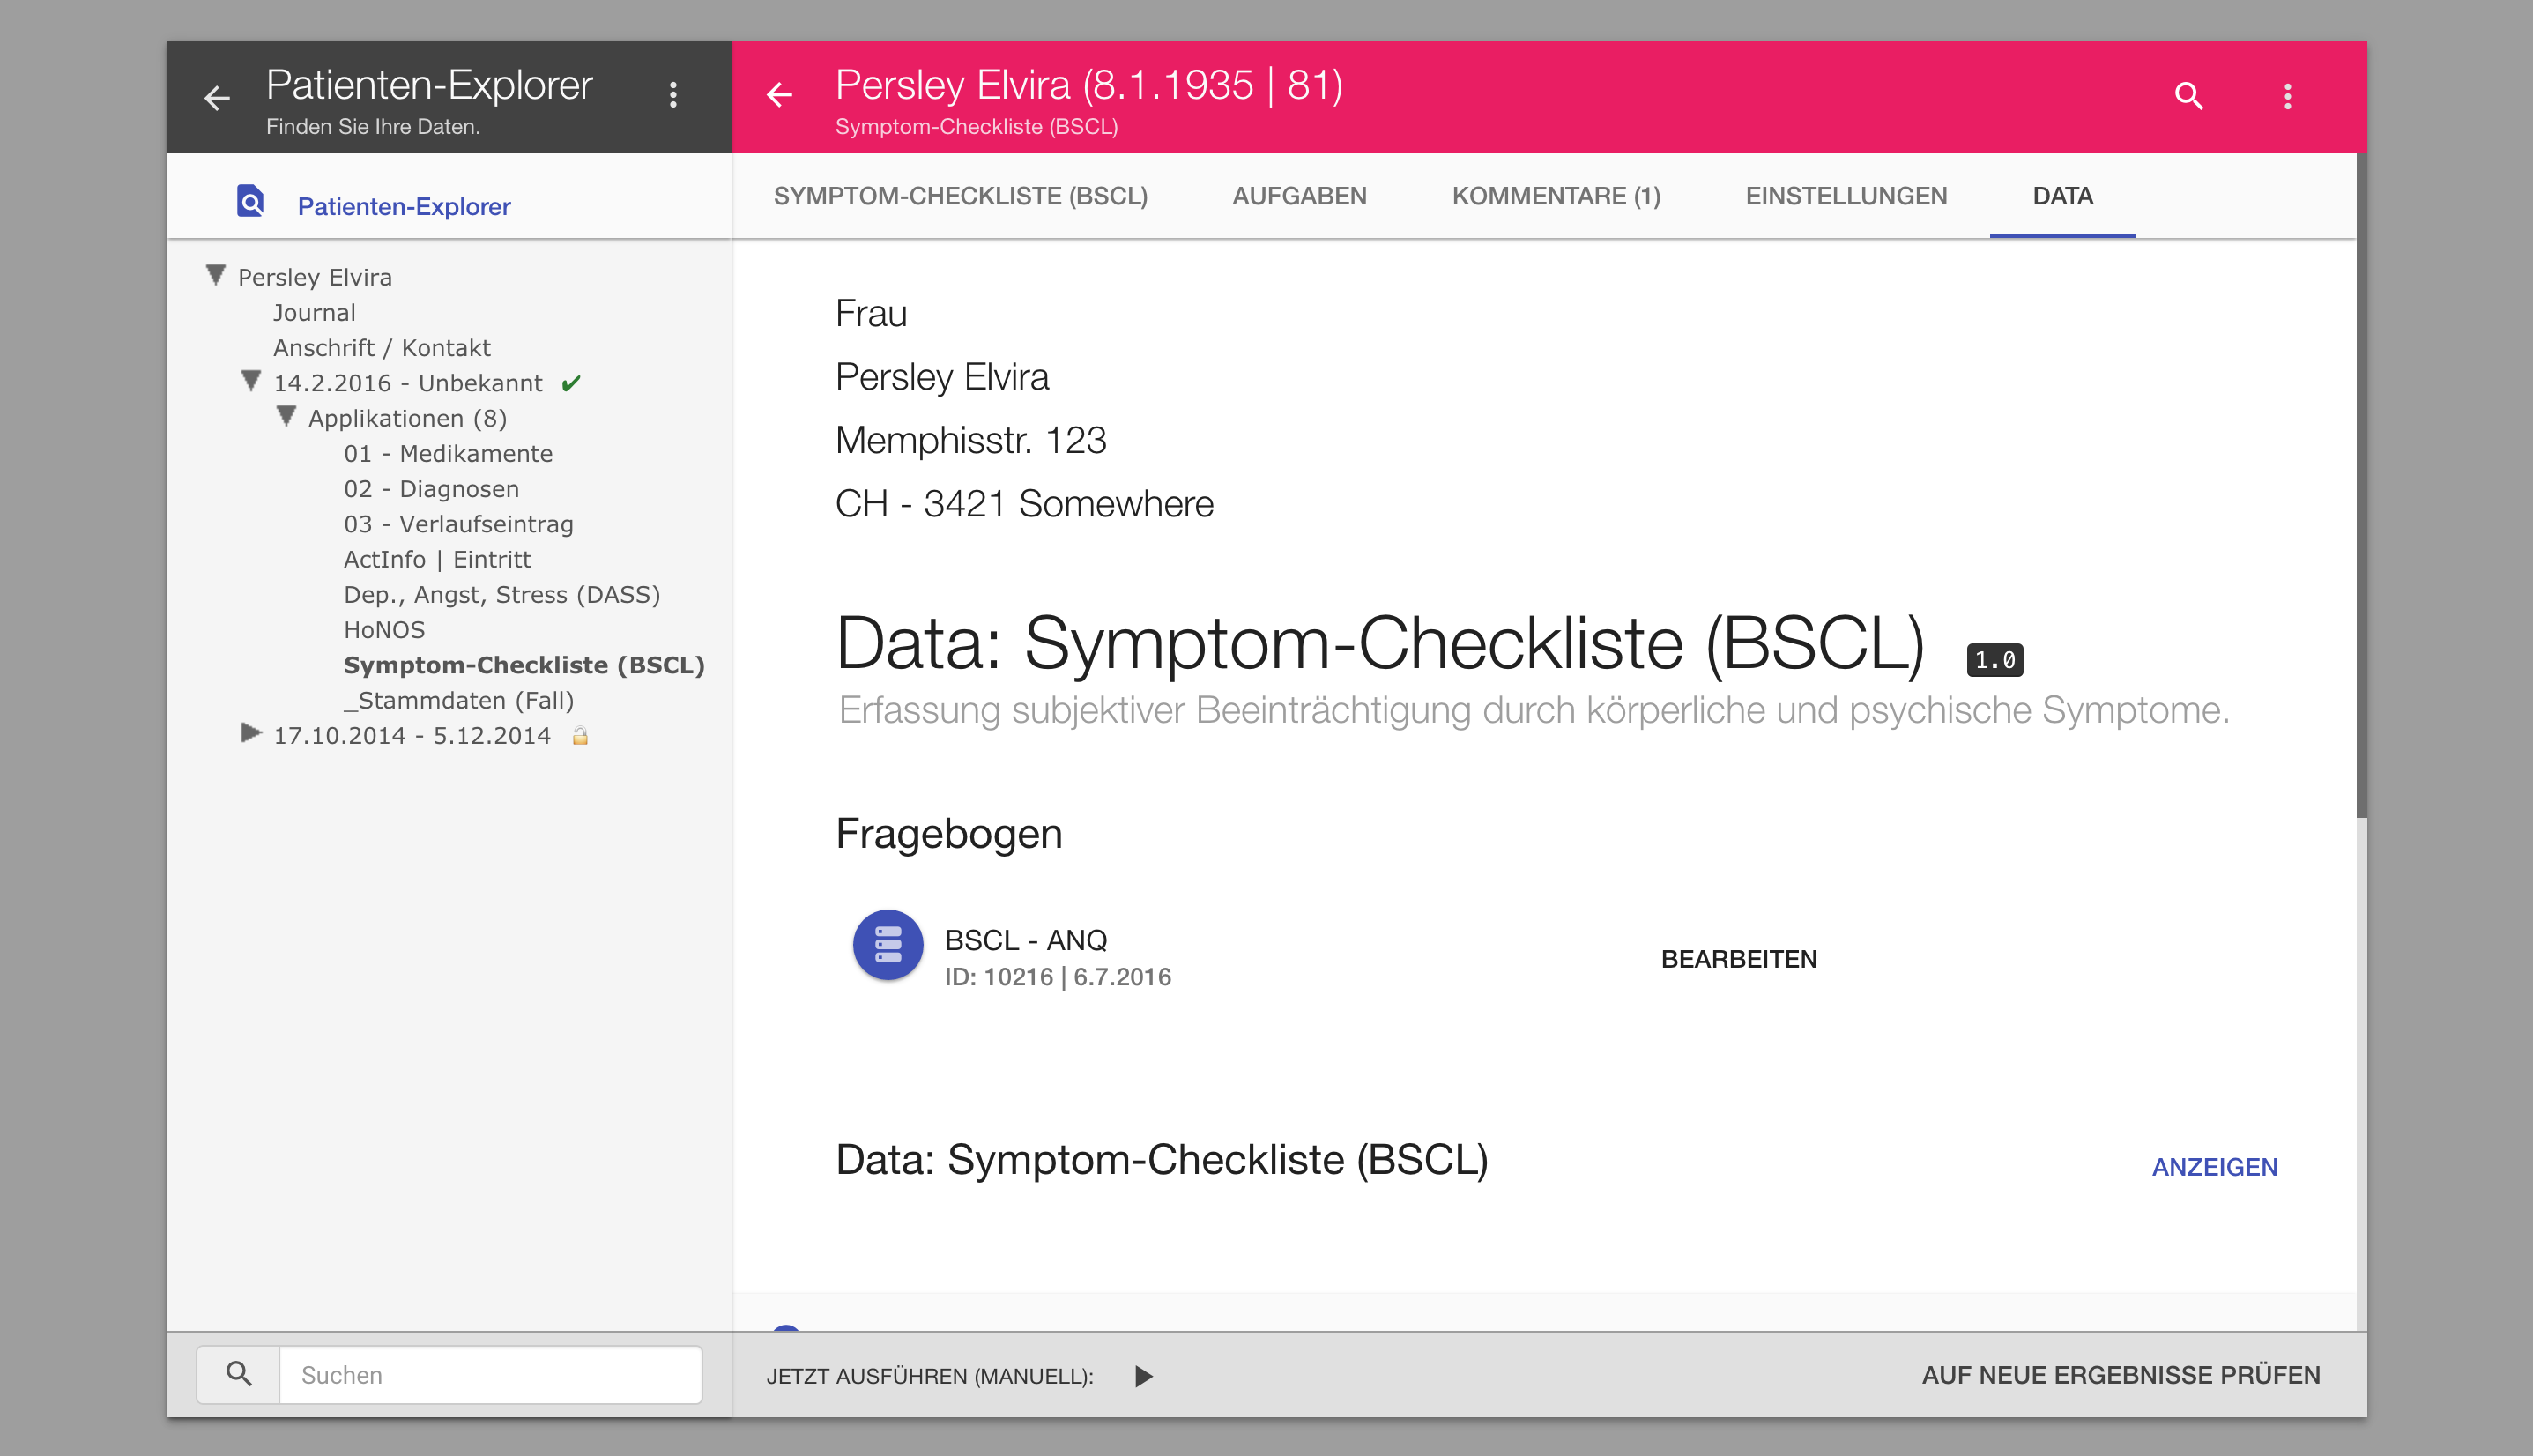 Patienten-Explorer
Finden Sie Ihre Daten.
Patienten-Explorer
Persley Elvira
Journal
Anschrift / Kontakt
14.2.2016 - Unbekannt
Applikationen (8)
01 - Medikamente
02 - Diagnosen
03 - Verlaufseintrag
ActInfo | Eintritt
Dep., Angst, Stress (DASS)
HoNOS
Symptom-Checkliste (BSCL)
_Stammdaten (Fall)
17.10.2014 - 5.12.2014
Suchen
Persley Elvira (8.1.1935 | 81)
Symptom-Checkliste (BSCL)
SYMPTOM-CHECKLISTE (BSCL) AUFGABEN KOMMENTARE (1) EINSTELLUNGEN DATA
Frau
Persley Elvira
Memphisstr. 123
CH - 3421 Somewhere
Data: Symptom-Checkliste (BSCL) 1.0
Erfassung subjektiver Beeinträchtigung durch körperliche und psychische Symptome.
Fragebogen
BSCL - ANQ
ID: 10216 | 6.7.2016
BEARBEITEN
Data: Symptom-Checkliste (BSCL) ANZEIGEN
JETZT AUSFÜHREN (MANUELL): AUF NEUE ERGEBNISSE PRÜFEN